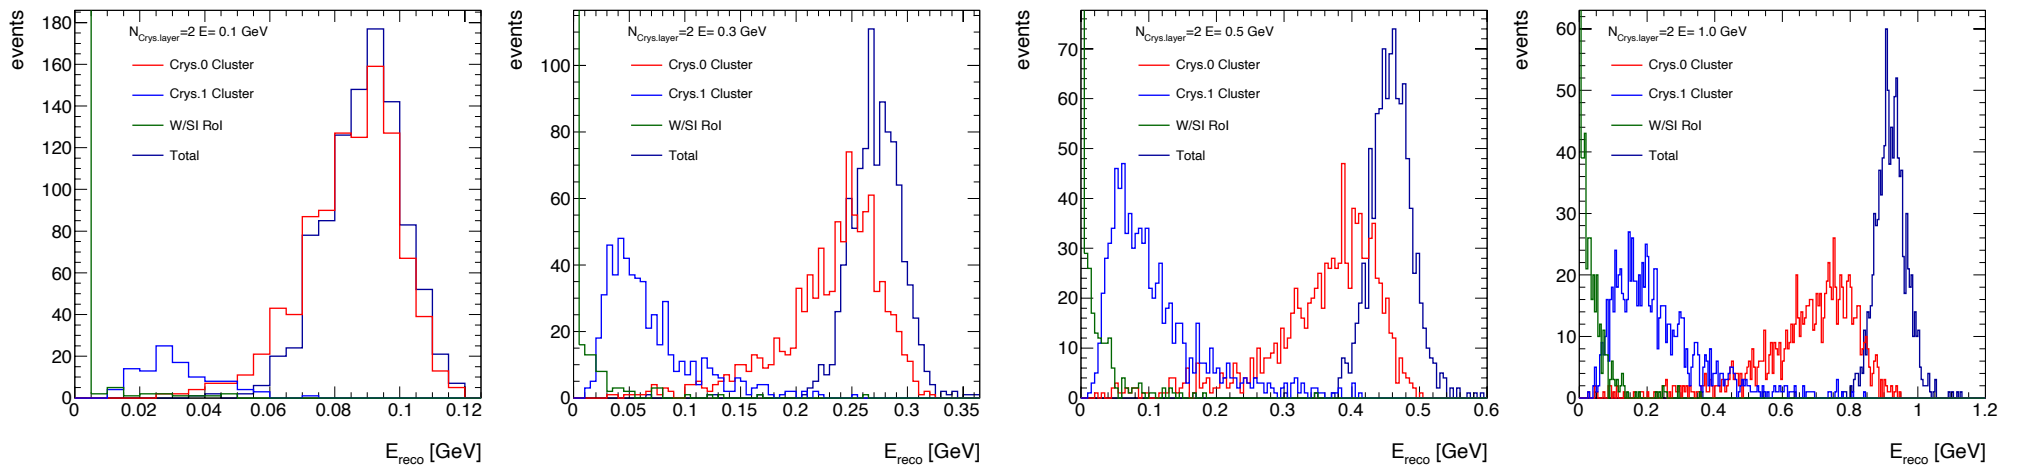 events
N_Crys.layer=2 E= 0.1 GeV
Crys.0 Cluster
Crys.1 Cluster
W/SI RoI
Total
180
160
140
120
100
80
60
40
20
0
0 0.02 0.04 0.06 0.08 0.1 0.12
E_reco [GeV]
events
N_Crys.layer=2 E= 0.3 GeV
Crys.0 Cluster
Crys.1 Cluster
W/SI RoI
Total
100
80
60
40
20
0
0 0.05 0.1 0.15 0.2 0.25 0.3 0.35
E_reco [GeV]
events
N_Crys.layer=2 E= 0.5 GeV
Crys.0 Cluster
Crys.1 Cluster
W/SI RoI
Total
70
60
50
40
30
20
10
0
0 0.1 0.2 0.3 0.4 0.5 0.6
E_reco [GeV]
events
N_Crys.layer=2 E= 1.0 GeV
Crys.0 Cluster
Crys.1 Cluster
W/SI RoI
Total
60
50
40
30
20
10
0
0 0.2 0.4 0.6 0.8 1 1.2
E_reco [GeV]